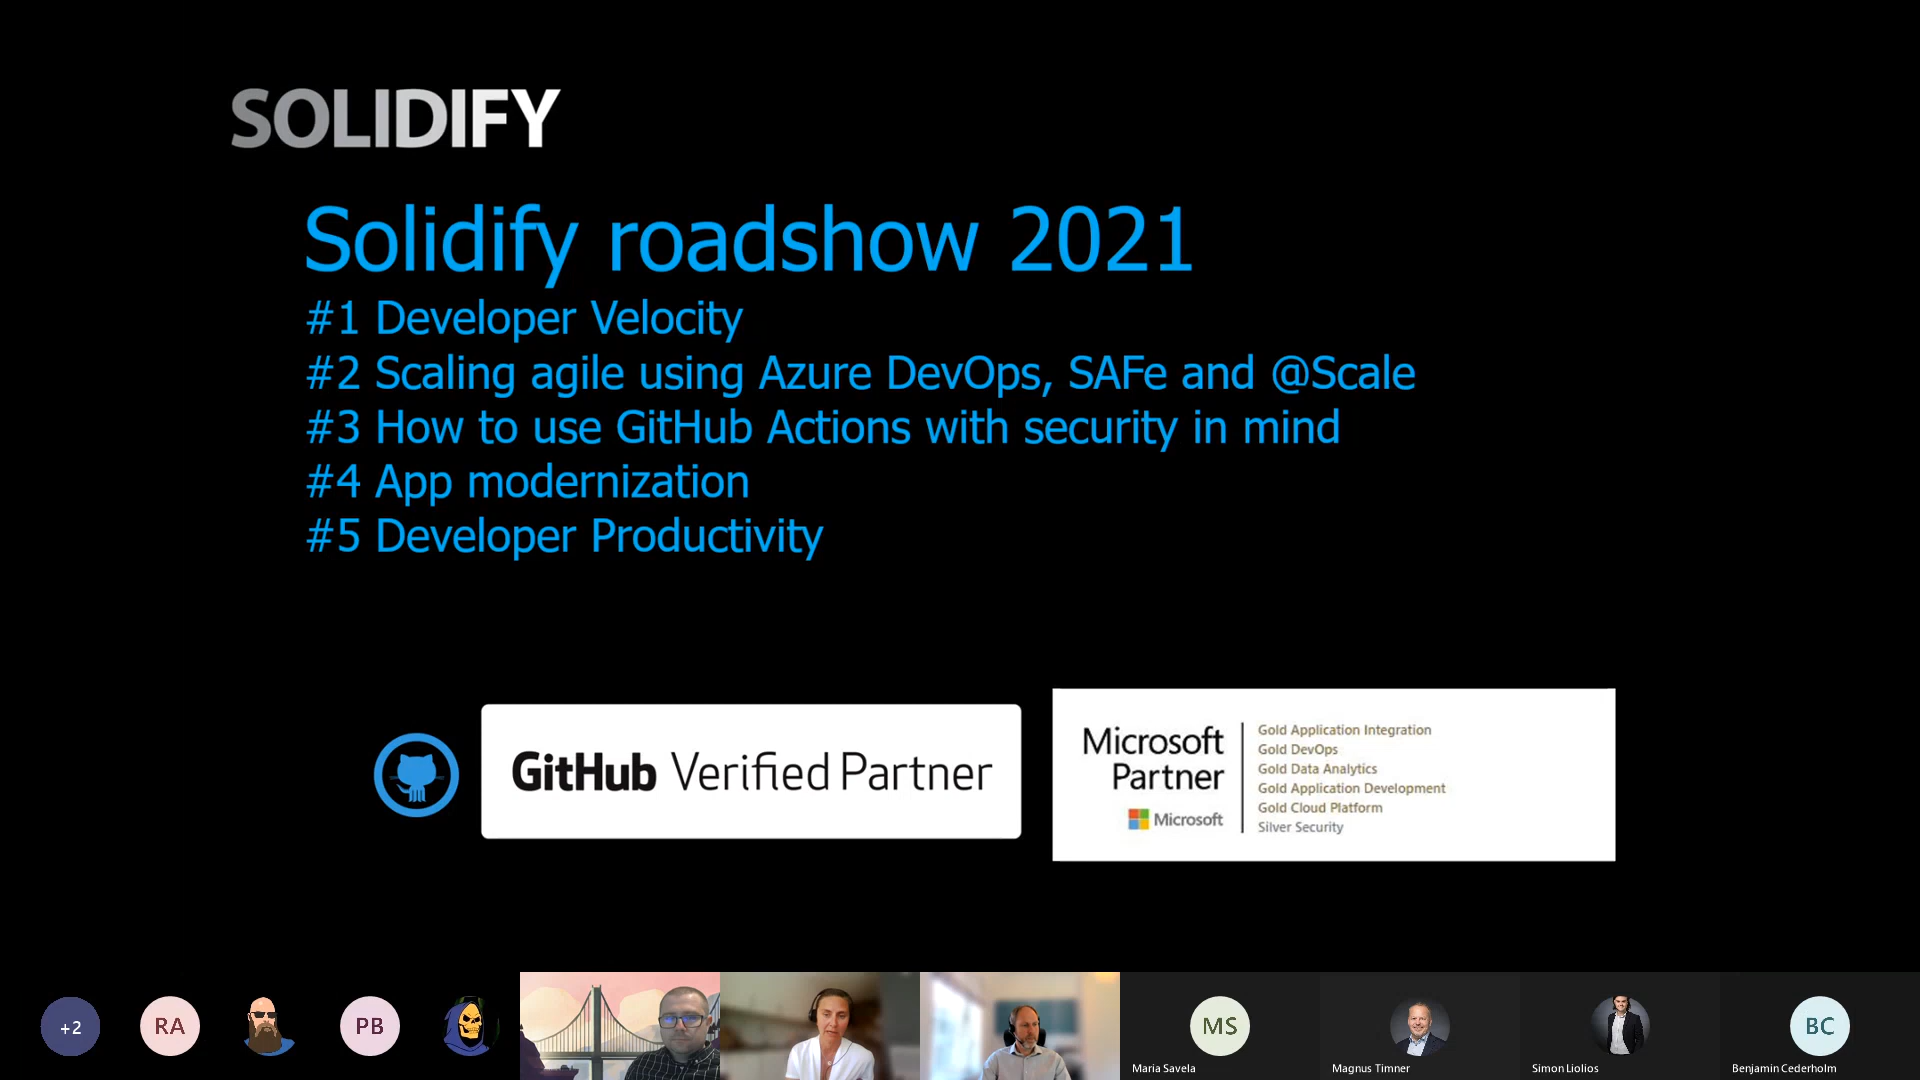 SOLIDIFY
Solidify roadshow 2021
#1 Developer Velocity
#2 Scaling agile using Azure DevOps, SAFe and @Scale
#3 How to use GitHub Actions with security in mind
#4 App modernization
#5 Developer Productivity
GitHub Verified Partner
Microsoft
Partner
Microsoft
Gold Application Integration
Gold DevOps
Gold Data Analytics
Gold Application Development
Gold Cloud Platform
Silver Security
+2
RA
PB
MS
BC
Maria Savela
Magnus Timner
Simon Liolios
Benjamin Cederholm